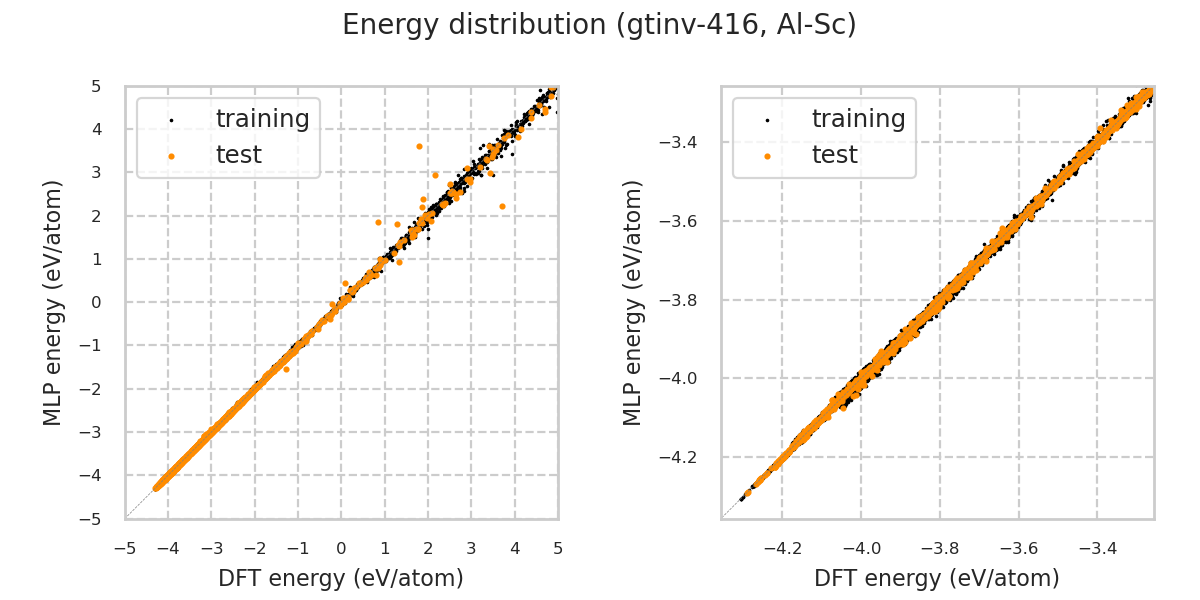 Energy distribution (gtinv-416, Al-Sc)
MLP energy (eV/atom)
5
4
3
2
1
0
−1
−2
−3
−4
−5
training
test
−5 −4 −3 −2 −1 0 1 2 3 4 5
DFT energy (eV/atom)
MLP energy (eV/atom)
−3.4
−3.6
−3.8
−4.0
−4.2
training
test
−4.2 −4.0 −3.8 −3.6 −3.4
DFT energy (eV/atom)